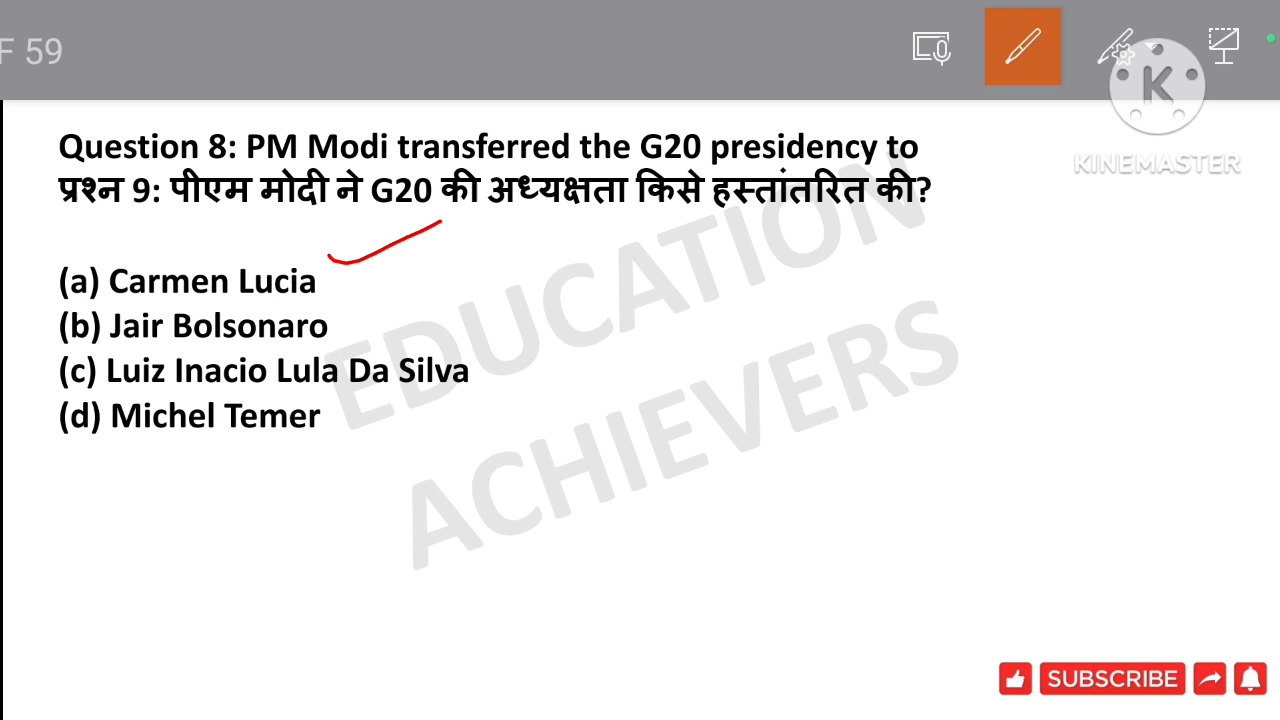 F 59
K
KINEMASTER
Question 8: PM Modi transferred the G20 presidency to
प्रश्न 9: पीएम मोदी ने G20 की अध्यक्षता किसे हस्तांतरित की?
(a) Carmen Lucia
(b) Jair Bolsonaro
(c) Luiz Inacio Lula Da Silva
(d) Michel Temer
EDUCATION
ACHIEVERS
SUBSCRIBE